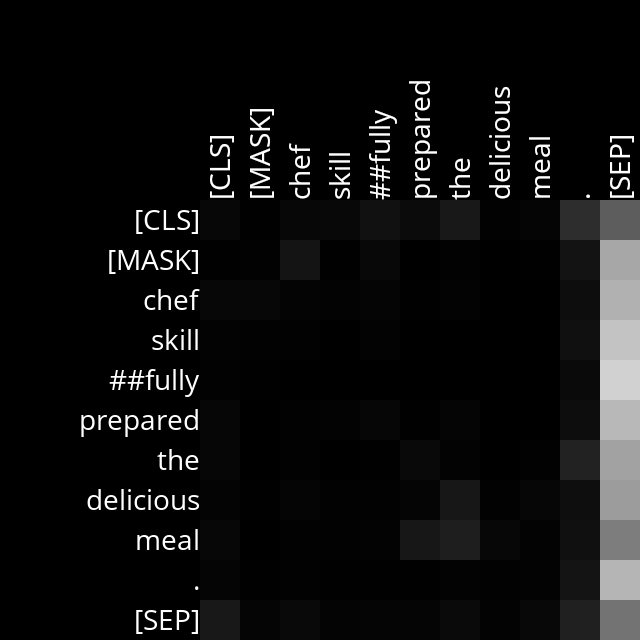 [CLS] [MASK] chef skill ##fully prepared the delicious meal . [SEP]
[CLS]
[MASK]
chef
skill
##fully
prepared
the
delicious
meal
.
[SEP]